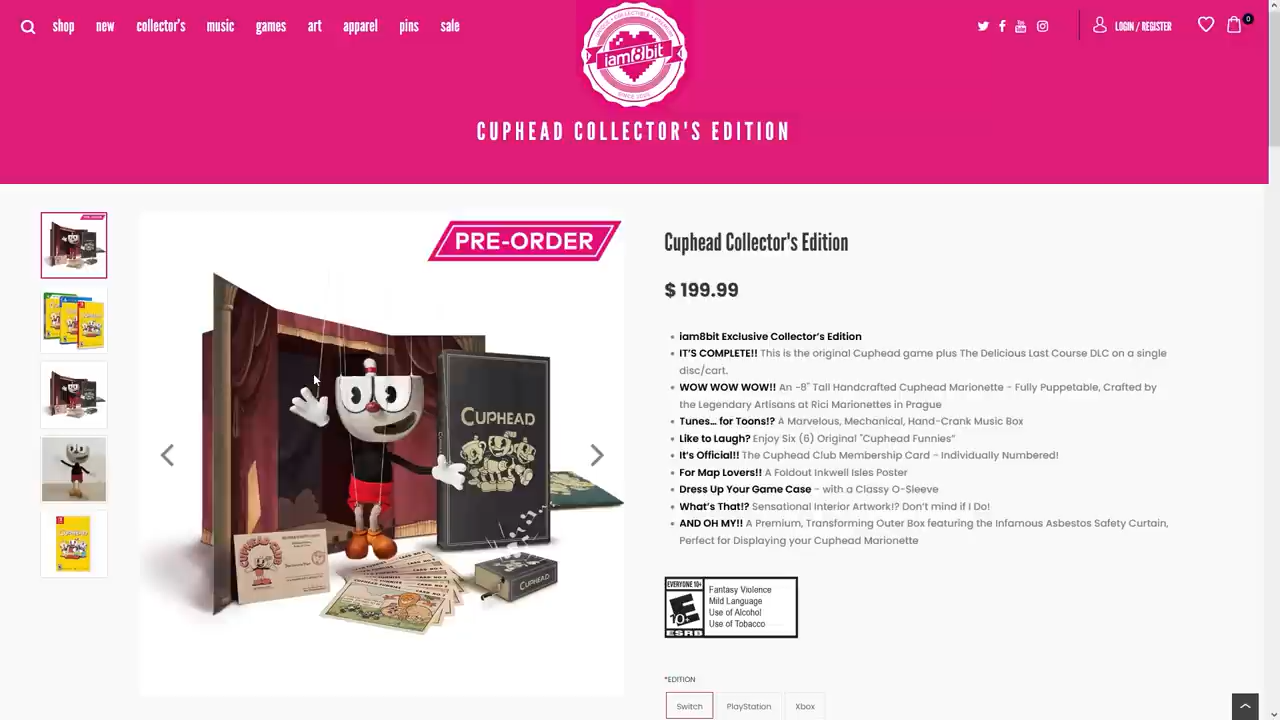 shop new collector's music games art apparel pins sale
iam8bit
SINCE 2005
LOGIN / REGISTER
0
CUPHEAD COLLECTOR'S EDITION
PRE-ORDER
CUPHEAD
CUPHEAD
Cuphead Collector's Edition
$ 199.99
iam8bit Exclusive Collector's Edition
IT'S COMPLETE!! This is the original Cuphead game plus The Delicious Last Course DLC on a single
disc/cart.
WOW WOW WOW!! An ~8" Tall Handcrafted Cuphead Marionette - Fully Puppetable, Crafted by
the Legendary Artisans at Rici Marionettes in Prague
Tunes... for Toons!? A Marvelous, Mechanical, Hand-Crank Music Box
Like to Laugh? Enjoy Six (6) Original "Cuphead Funnies"
It's Official!! The Cuphead Club Membership Card - Individually Numbered!
For Map Lovers!! A Foldout Inkwell Isles Poster
Dress Up Your Game Case - with a Classy O-Sleeve
What's That!? Sensational Interior Artwork!? Don't mind if I Do!
AND OH MY!! A Premium, Transforming Outer Box featuring the Infamous Asbestos Safety Curtain,
Perfect for Displaying your Cuphead Marionette
EVERYONE 10+
E 10+
ESRB
Fantasy Violence
Mild Language
Use of Alcohol
Use of Tobacco
*EDITION
Switch PlayStation Xbox